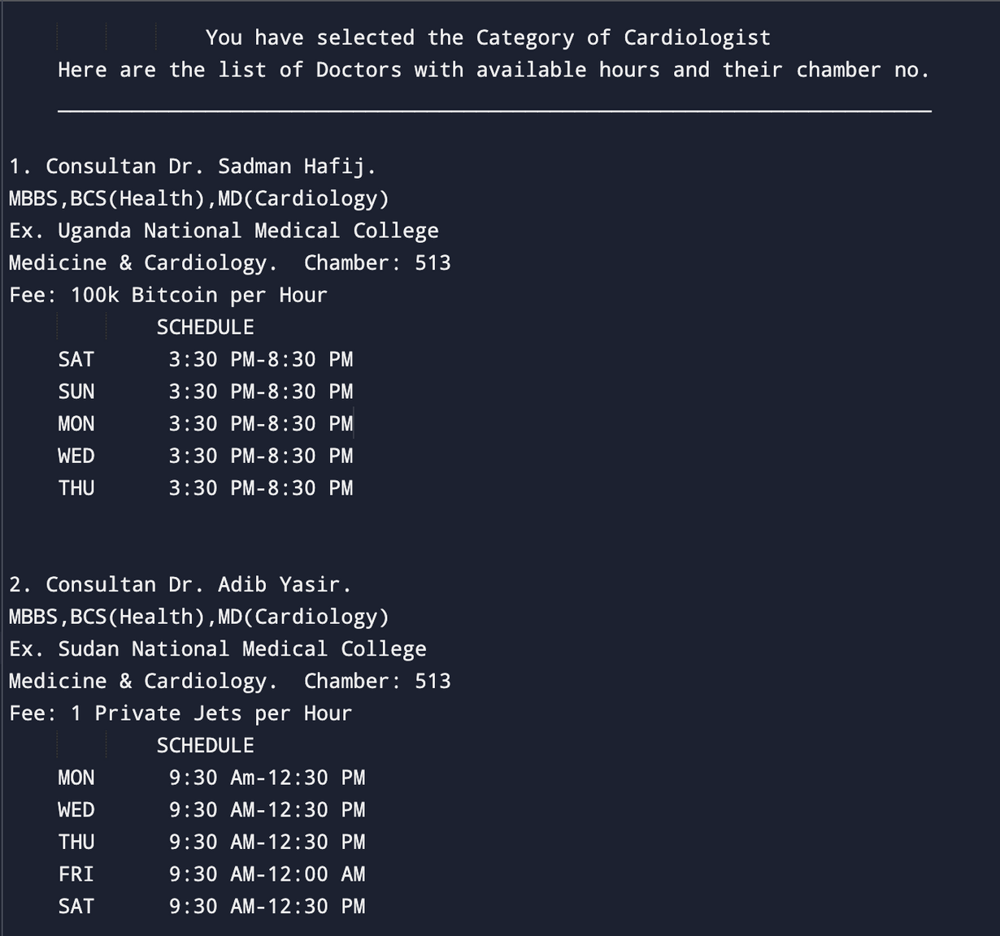 You have selected the Category of Cardiologist
Here are the list of Doctors with available hours and their chamber no.
1. Consultan Dr. Sadman Hafij.
MBBS,BCS(Health),MD(Cardiology)
Ex. Uganda National Medical College
Medicine & Cardiology.  Chamber: 513
Fee: 100k Bitcoin per Hour
SCHEDULE
SAT      3:30 PM-8:30 PM
SUN      3:30 PM-8:30 PM
MON      3:30 PM-8:30 PM
WED      3:30 PM-8:30 PM
THU      3:30 PM-8:30 PM
2. Consultan Dr. Adib Yasir.
MBBS,BCS(Health),MD(Cardiology)
Ex. Sudan National Medical College
Medicine & Cardiology.  Chamber: 513
Fee: 1 Private Jets per Hour
SCHEDULE
MON      9:30 Am-12:30 PM
WED      9:30 AM-12:30 PM
THU      9:30 AM-12:30 PM
FRI      9:30 AM-12:00 AM
SAT      9:30 AM-12:30 PM